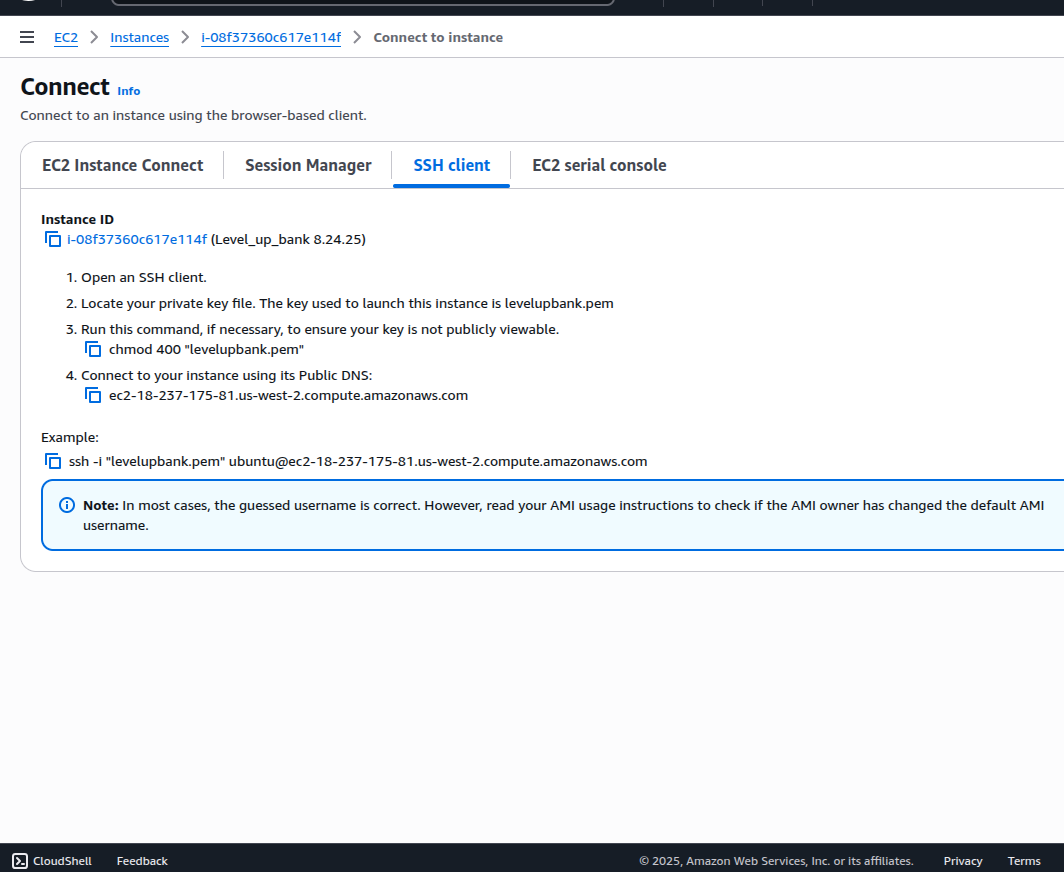 EC2 > Instances > i-08f37360c617e114f > Connect to instance
Connect Info
Connect to an instance using the browser-based client.
EC2 Instance Connect Session Manager SSH client EC2 serial console
Instance ID
i-08f37360c617e114f (Level_up_bank 8.24.25)
1. Open an SSH client.
2. Locate your private key file. The key used to launch this instance is levelupbank.pem
3. Run this command, if necessary, to ensure your key is not publicly viewable.
chmod 400 "levelupbank.pem"
4. Connect to your instance using its Public DNS:
ec2-18-237-175-81.us-west-2.compute.amazonaws.com
Example:
ssh -i "levelupbank.pem" ubuntu@ec2-18-237-175-81.us-west-2.compute.amazonaws.com
Note: In most cases, the guessed username is correct. However, read your AMI usage instructions to check if the AMI owner has changed the default AMI
username.
CloudShell Feedback © 2025, Amazon Web Services, Inc. or its affiliates. Privacy Terms